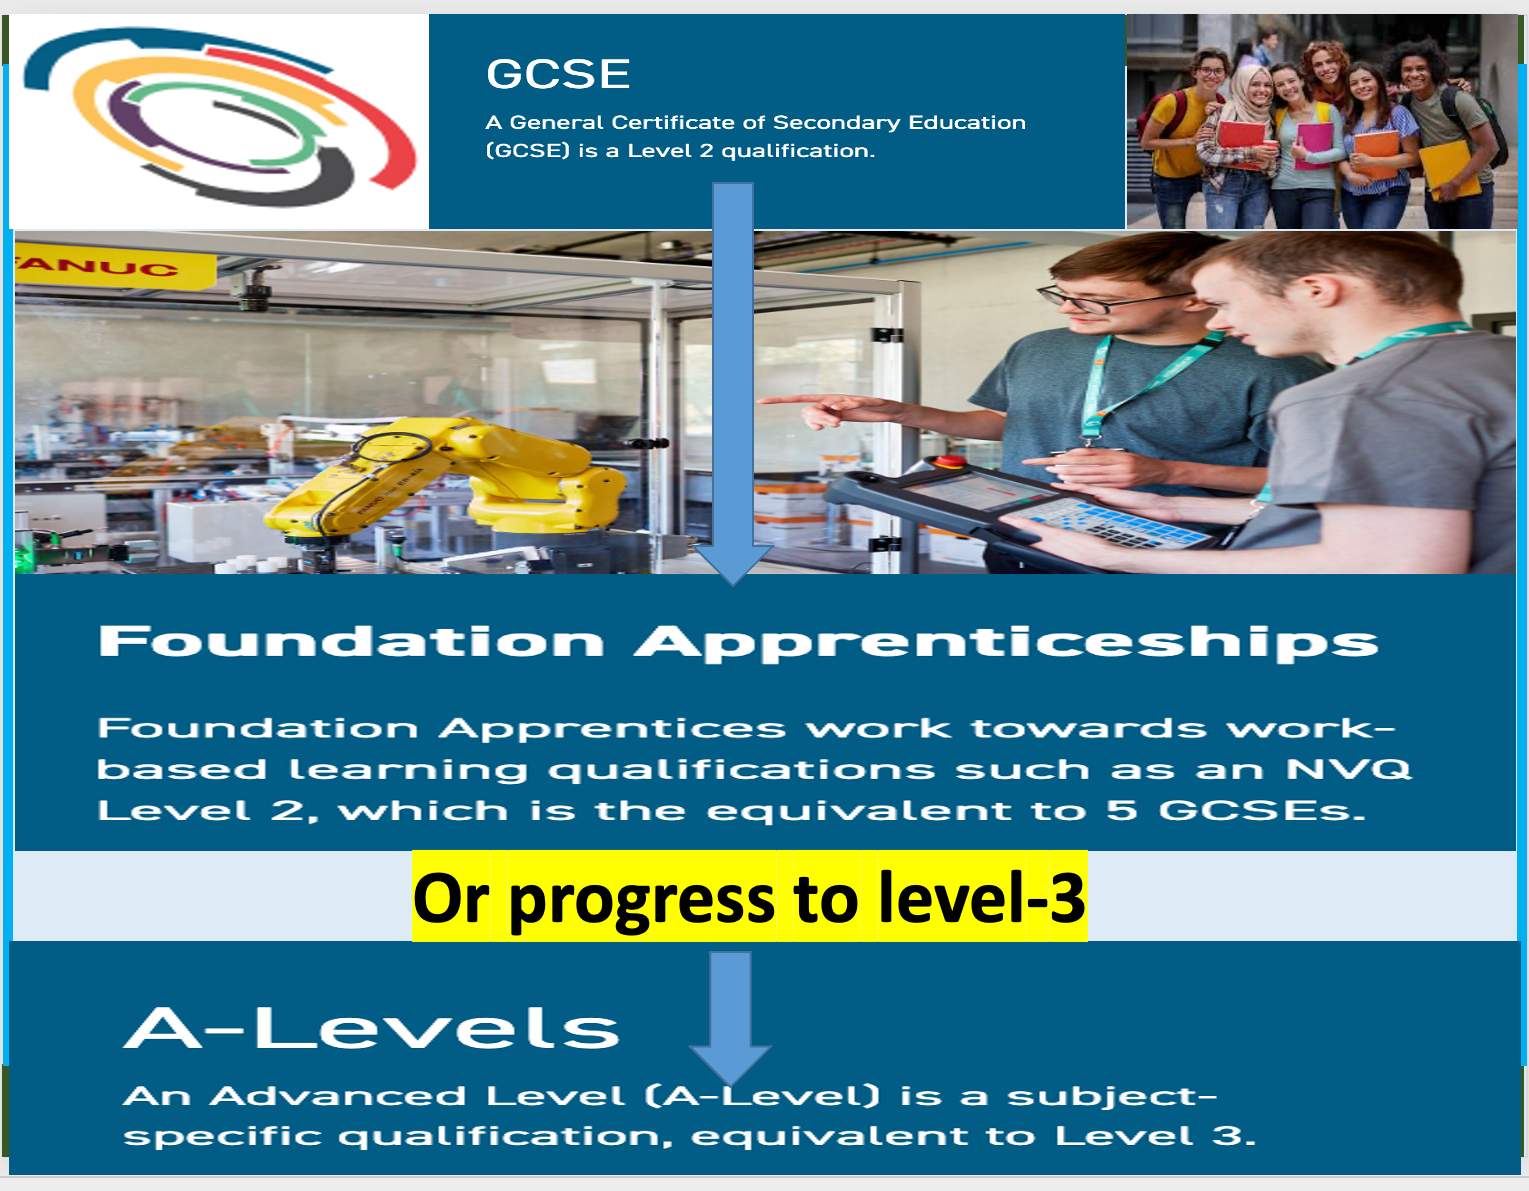 GCSE
A General Certificate of Secondary Education
(GCSE) is a Level 2 qualification.
FANUC
Foundation Apprenticeships
Foundation Apprentices work towards work-
based learning qualifications such as an NVQ
Level 2, which is the equivalent to 5 GCSEs.
Or progress to level-3
A-Levels
An Advanced Level (A-Level) is a subject-
specific qualification, equivalent to Level 3.